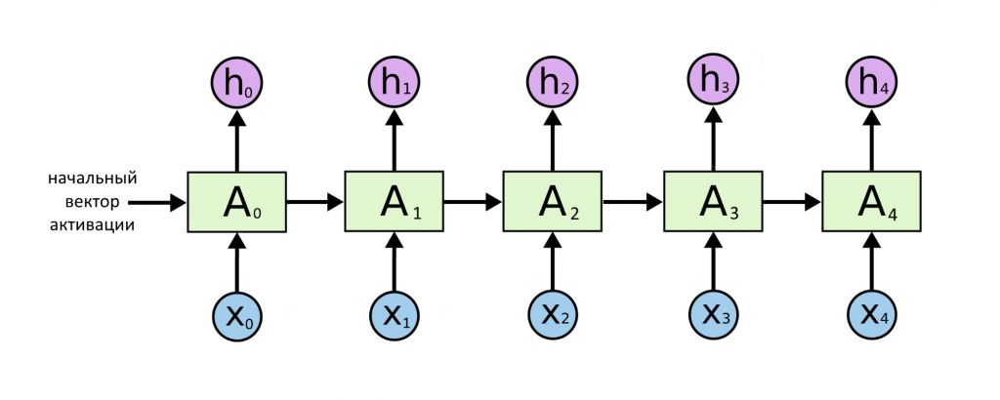 h₀ h₁ h₂ h₃ h₄
начальный
вектор
активации
A₀ A₁ A₂ A₃ A₄
x₀ x₁ x₂ x₃ x₄